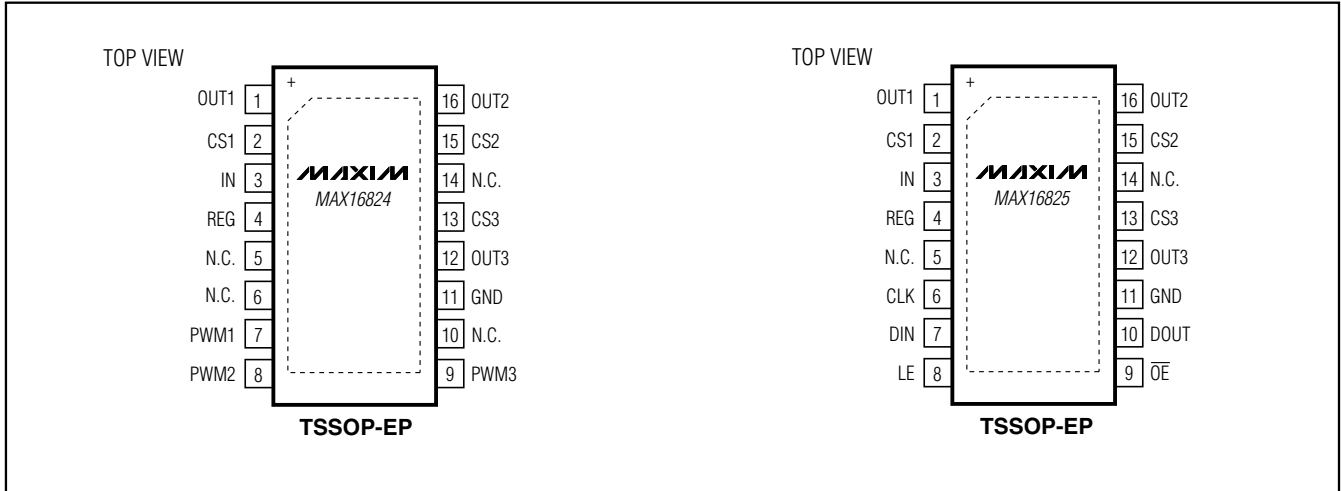 TOP VIEW
+
OUT1 1 16 OUT2
CS1 2 15 CS2
IN 3 14 N.C.
REG 4 13 CS3
N.C. 5 12 OUT3
N.C. 6 11 GND
PWM1 7 10 N.C.
PWM2 8 9 PWM3
MAXIM
MAX16824
TSSOP-EP
TOP VIEW
+
OUT1 1 16 OUT2
CS1 2 15 CS2
IN 3 14 N.C.
REG 4 13 CS3
N.C. 5 12 OUT3
CLK 6 11 GND
DIN 7 10 DOUT
LE 8 9 O̅E̅
MAXIM
MAX16825
TSSOP-EP